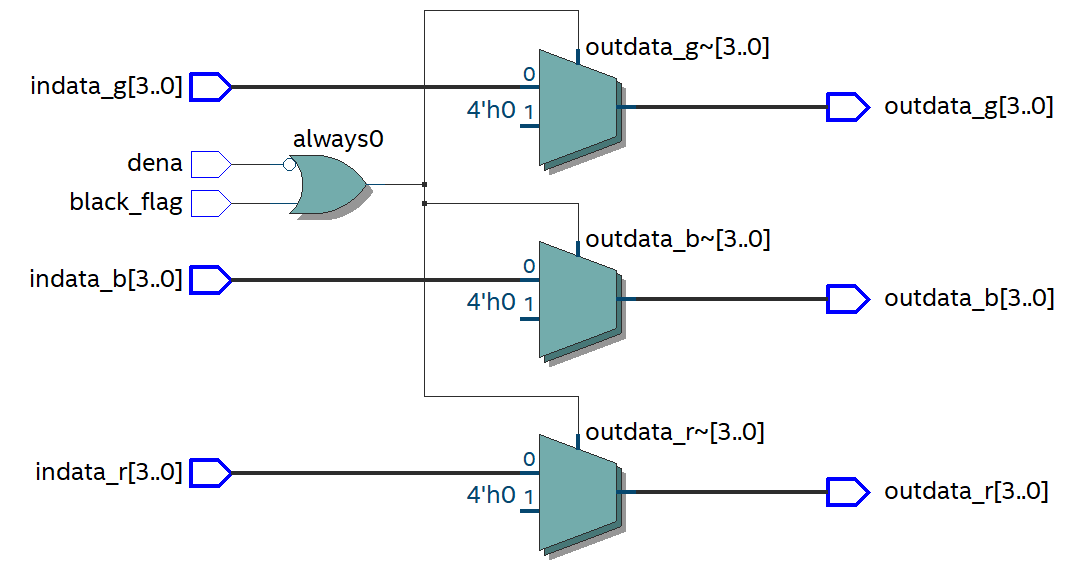 outdata_g~[3..0]
indata_g[3..0]
0
4'h0 1
outdata_g[3..0]
always0
dena
black_flag
outdata_b~[3..0]
indata_b[3..0]
0
4'h0 1
outdata_b[3..0]
outdata_r~[3..0]
indata_r[3..0]
0
4'h0 1
outdata_r[3..0]